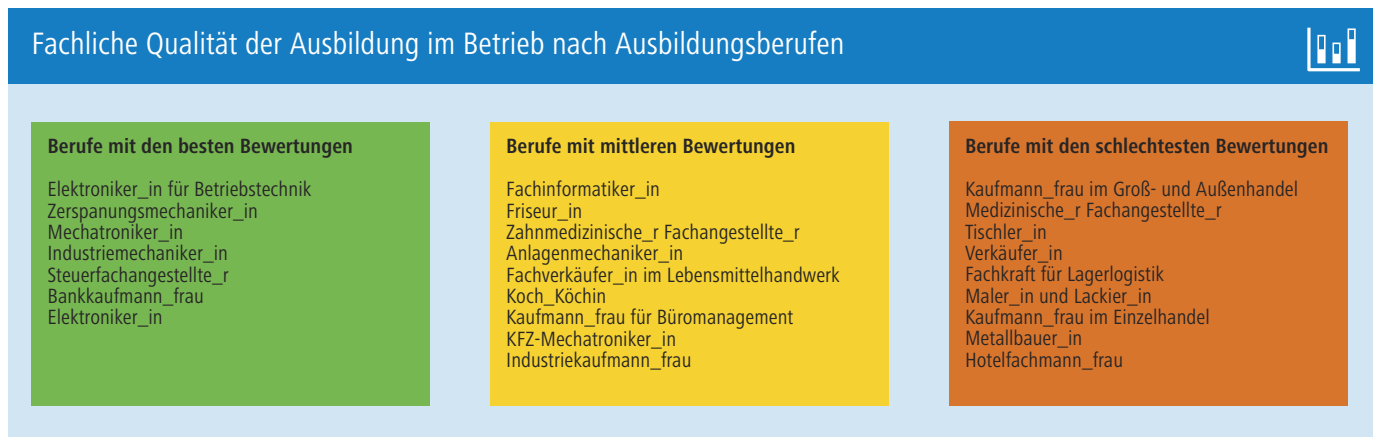 Fachliche Qualität der Ausbildung im Betrieb nach Ausbildungsberufen
Berufe mit den besten Bewertungen
Elektroniker_in für Betriebstechnik
Zerspanungsmechaniker_in
Mechatroniker_in
Industriemechaniker_in
Steuerfachangestellte_r
Bankkaufmann_frau
Elektroniker_in
Berufe mit mittleren Bewertungen
Fachinformatiker_in
Friseur_in
Zahnmedizinische_r Fachangestellte_r
Anlagenmechaniker_in
Fachverkäufer_in im Lebensmittelhandwerk
Koch_Köchin
Kaufmann_frau für Büromanagement
KFZ-Mechatroniker_in
Industriekaufmann_frau
Berufe mit den schlechtesten Bewertungen
Kaufmann_frau im Groß- und Außenhandel
Medizinische_r Fachangestellte_r
Tischler_in
Verkäufer_in
Fachkraft für Lagerlogistik
Maler_in und Lackier_in
Kaufmann_frau im Einzelhandel
Metallbauer_in
Hotelfachmann_frau